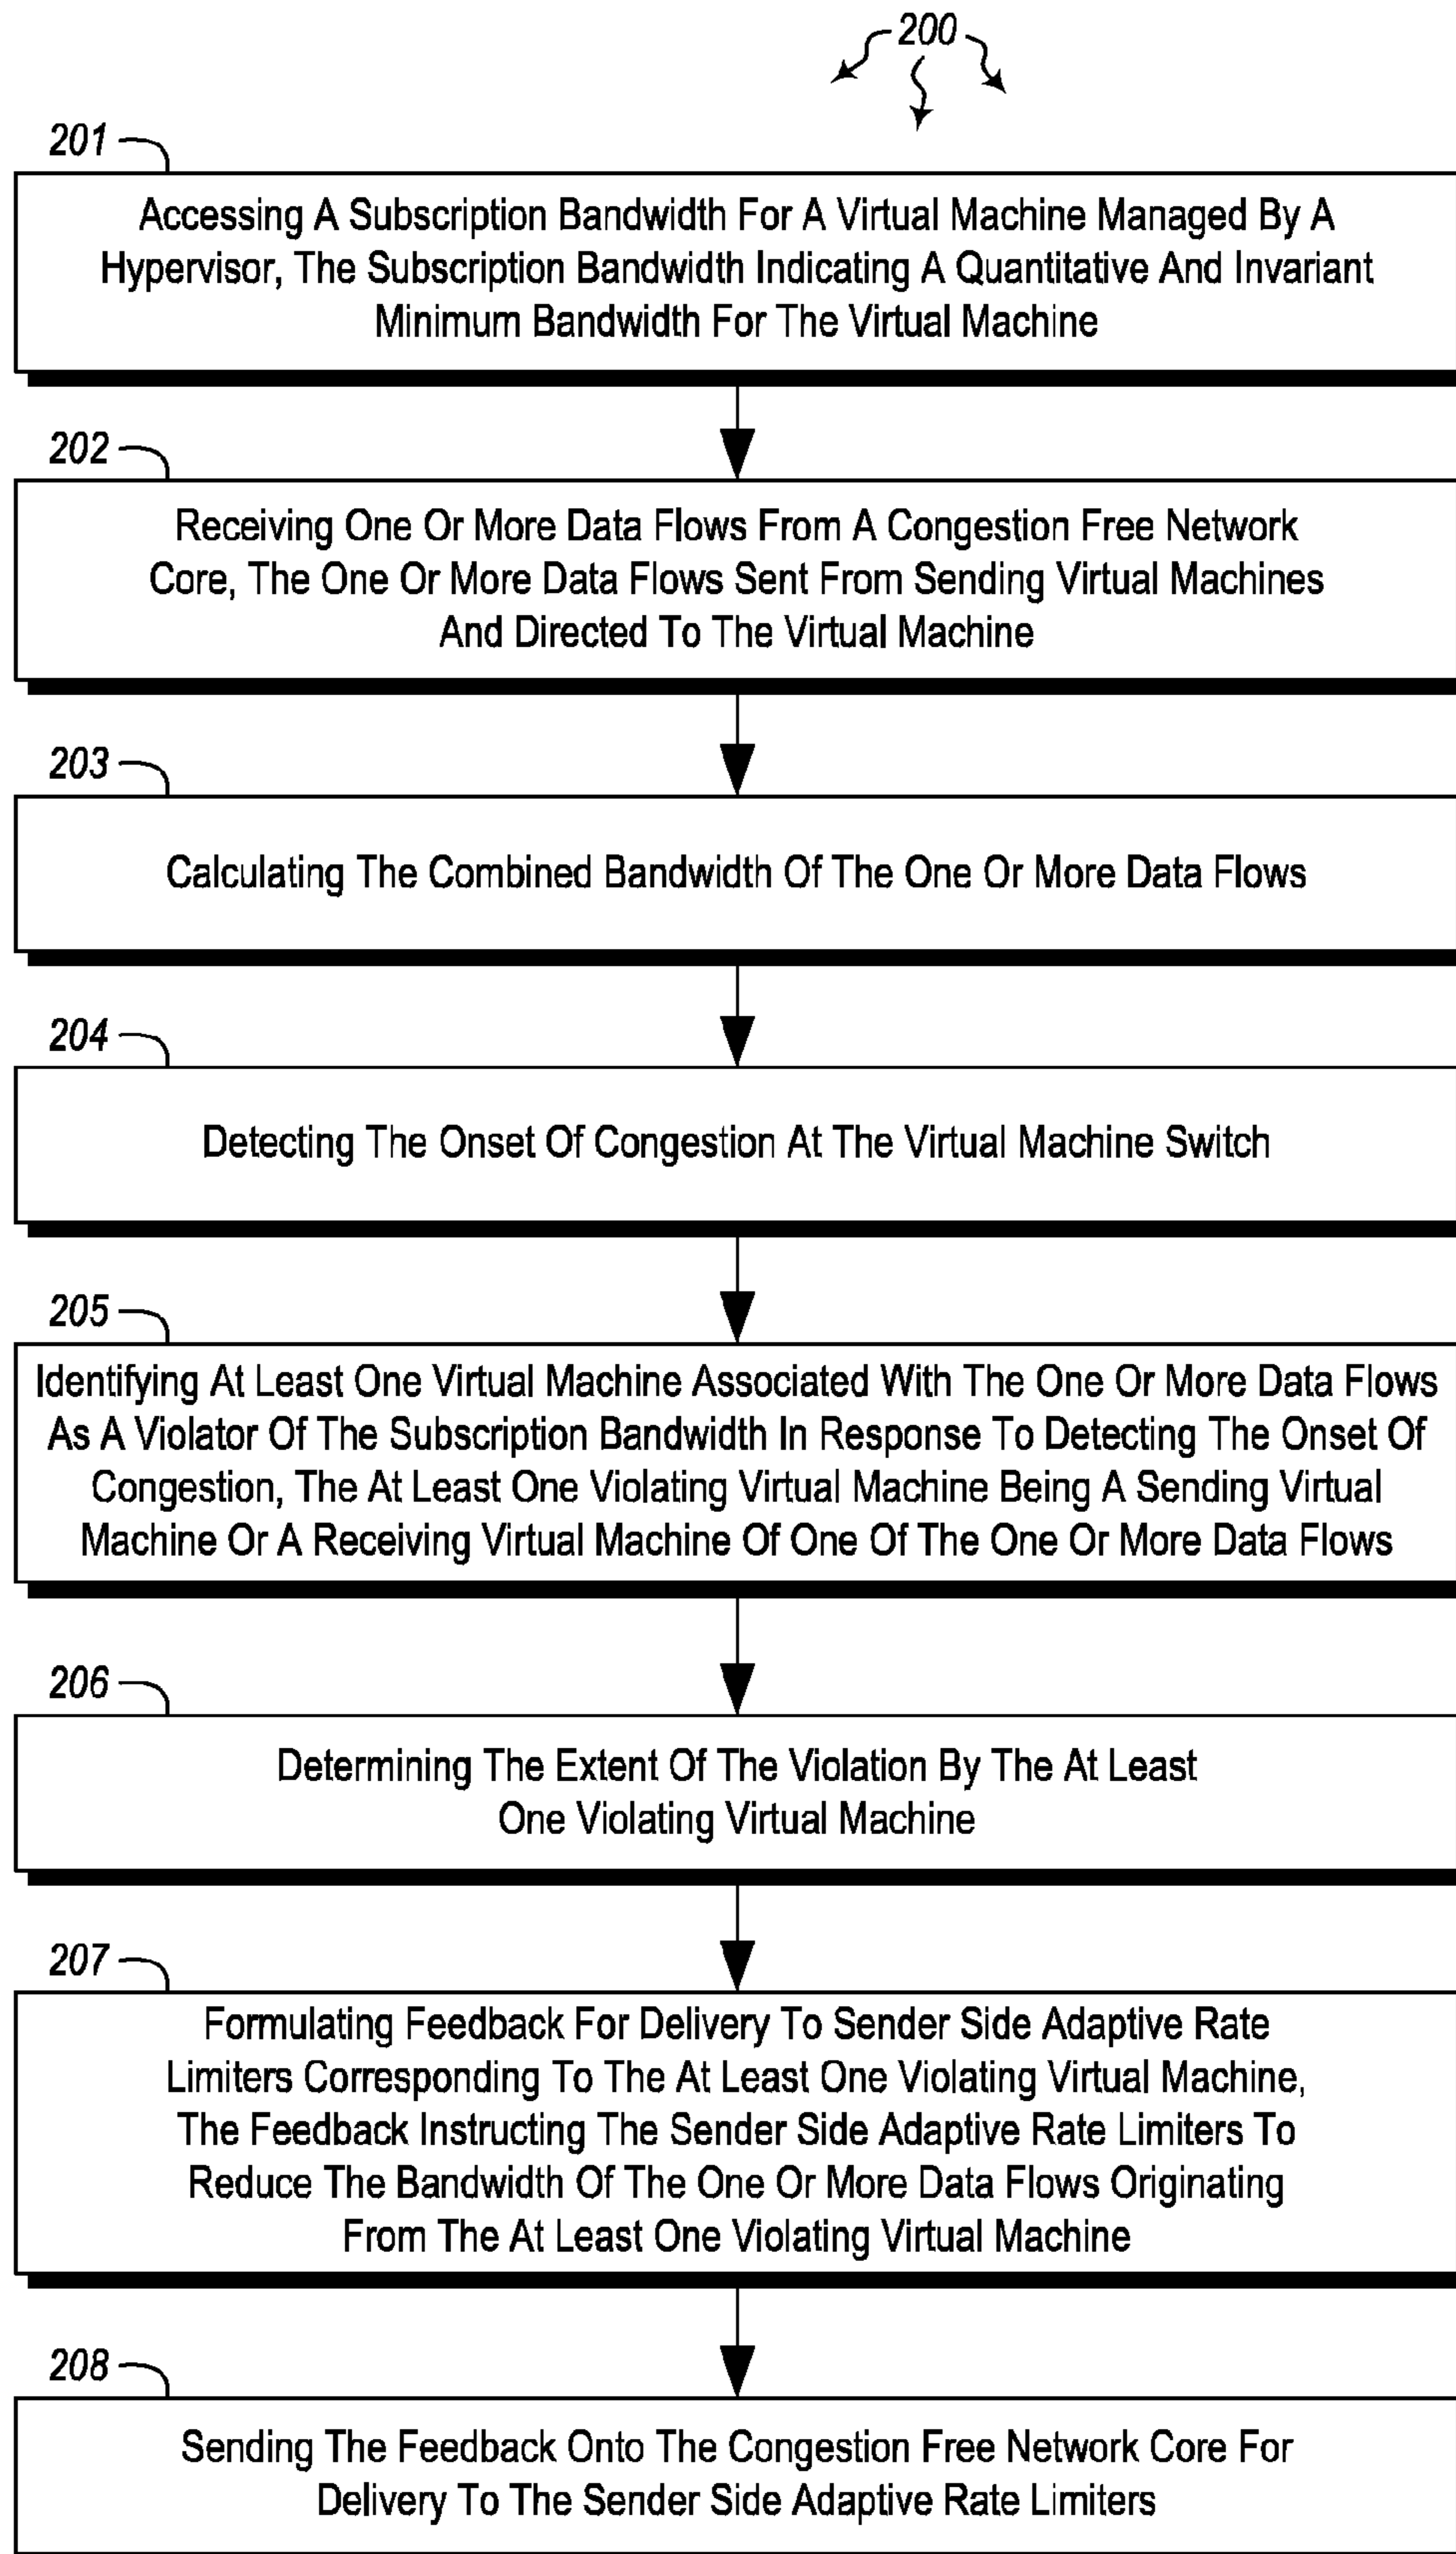 200
201
Accessing A Subscription Bandwidth For A Virtual Machine Managed By A
Hypervisor, The Subscription Bandwidth Indicating A Quantitative And Invariant
Minimum Bandwidth For The Virtual Machine
202
Receiving One Or More Data Flows From A Congestion Free Network
Core, The One Or More Data Flows Sent From Sending Virtual Machines
And Directed To The Virtual Machine
203
Calculating The Combined Bandwidth Of The One Or More Data Flows
204
Detecting The Onset Of Congestion At The Virtual Machine Switch
205
Identifying At Least One Virtual Machine Associated With The One Or More Data Flows
As A Violator Of The Subscription Bandwidth In Response To Detecting The Onset Of
Congestion, The At Least One Violating Virtual Machine Being A Sending Virtual
Machine Or A Receiving Virtual Machine Of One Of The One Or More Data Flows
206
Determining The Extent Of The Violation By The At Least
One Violating Virtual Machine
207
Formulating Feedback For Delivery To Sender Side Adaptive Rate
Limiters Corresponding To The At Least One Violating Virtual Machine,
The Feedback Instructing The Sender Side Adaptive Rate Limiters To
Reduce The Bandwidth Of The One Or More Data Flows Originating
From The At Least One Violating Virtual Machine
208
Sending The Feedback Onto The Congestion Free Network Core For
Delivery To The Sender Side Adaptive Rate Limiters